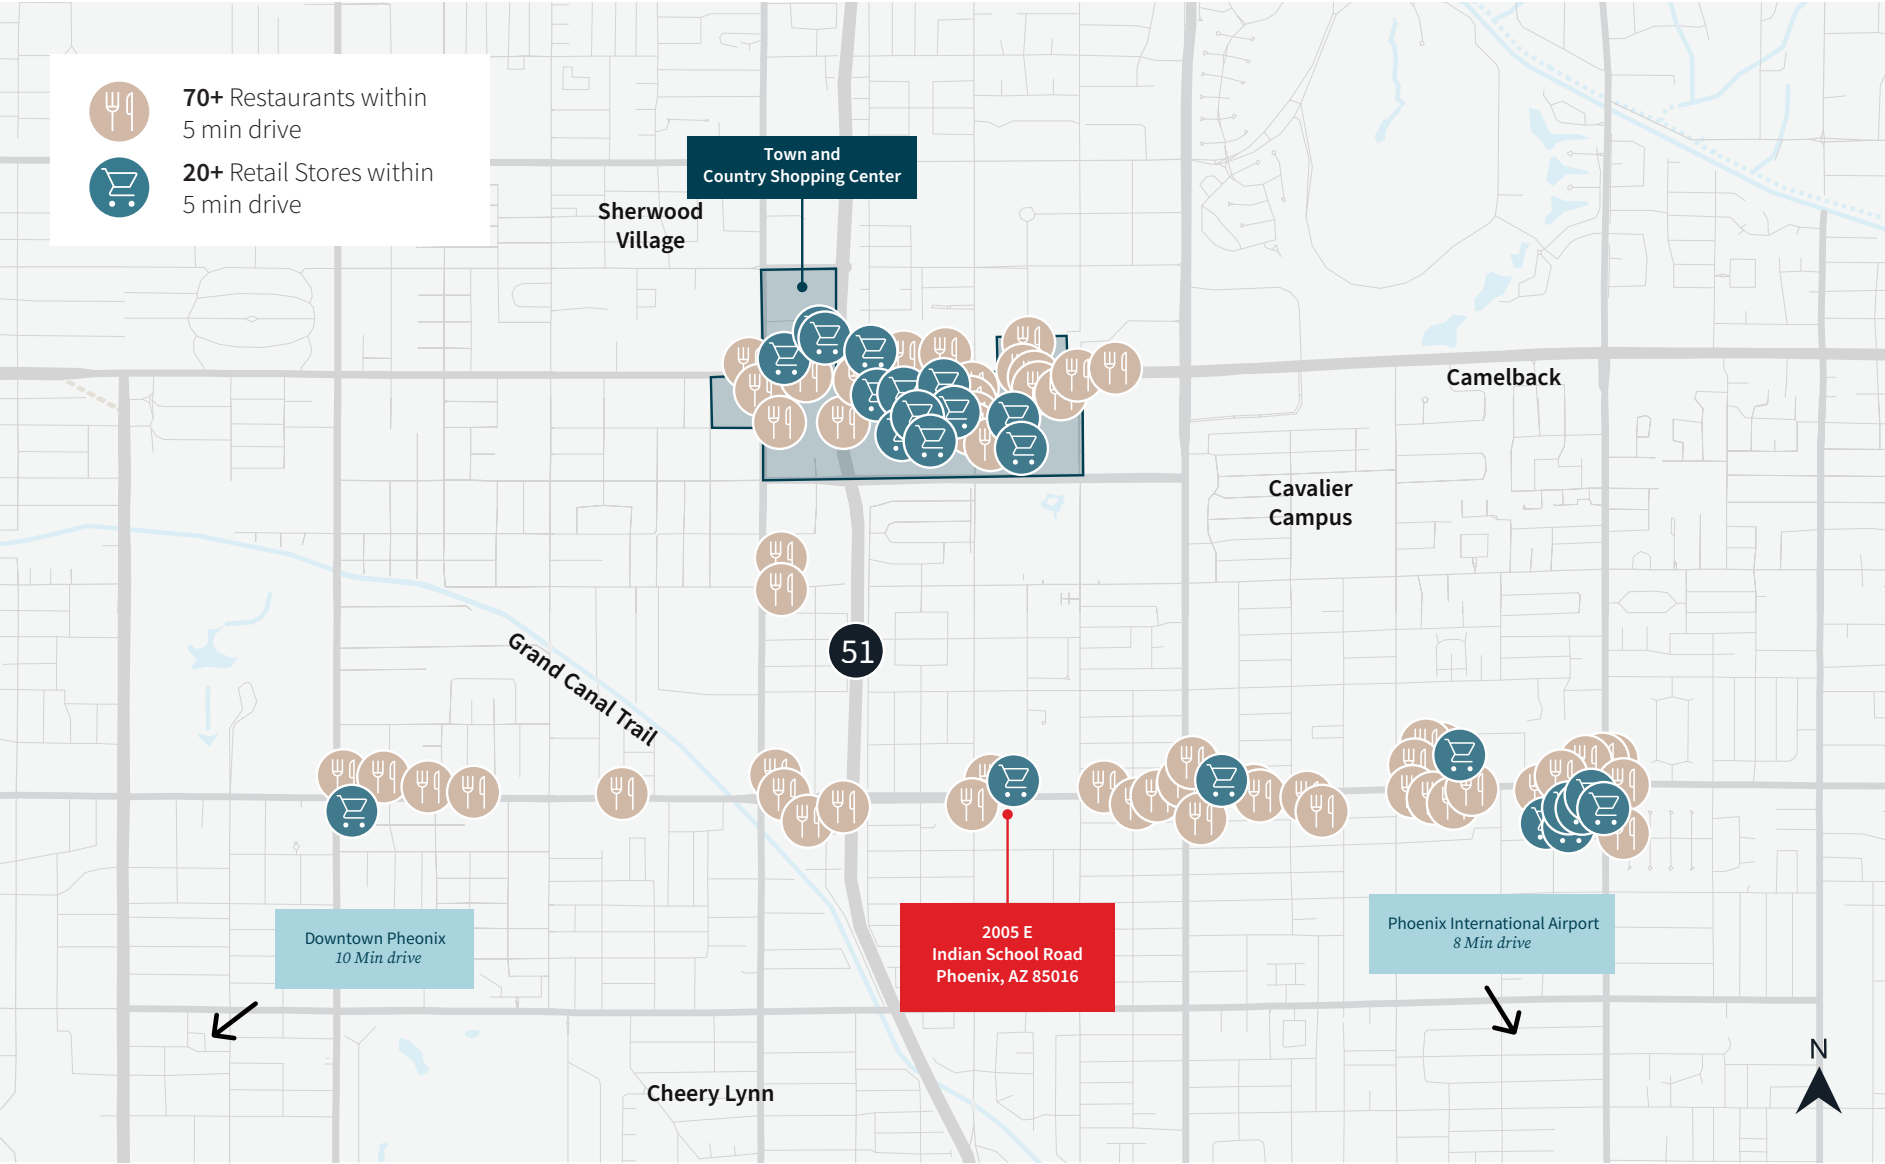 70+ Restaurants within
5 min drive
20+ Retail Stores within
5 min drive
Town and
Country Shopping Center
Sherwood
Village
Camelback
Cavalier
Campus
51
Grand Canal Trail
Downtown Pheonix
10 Min drive
2005 E
Indian School Road
Phoenix, AZ 85016
Phoenix International Airport
8 Min drive
N
Cheery Lynn